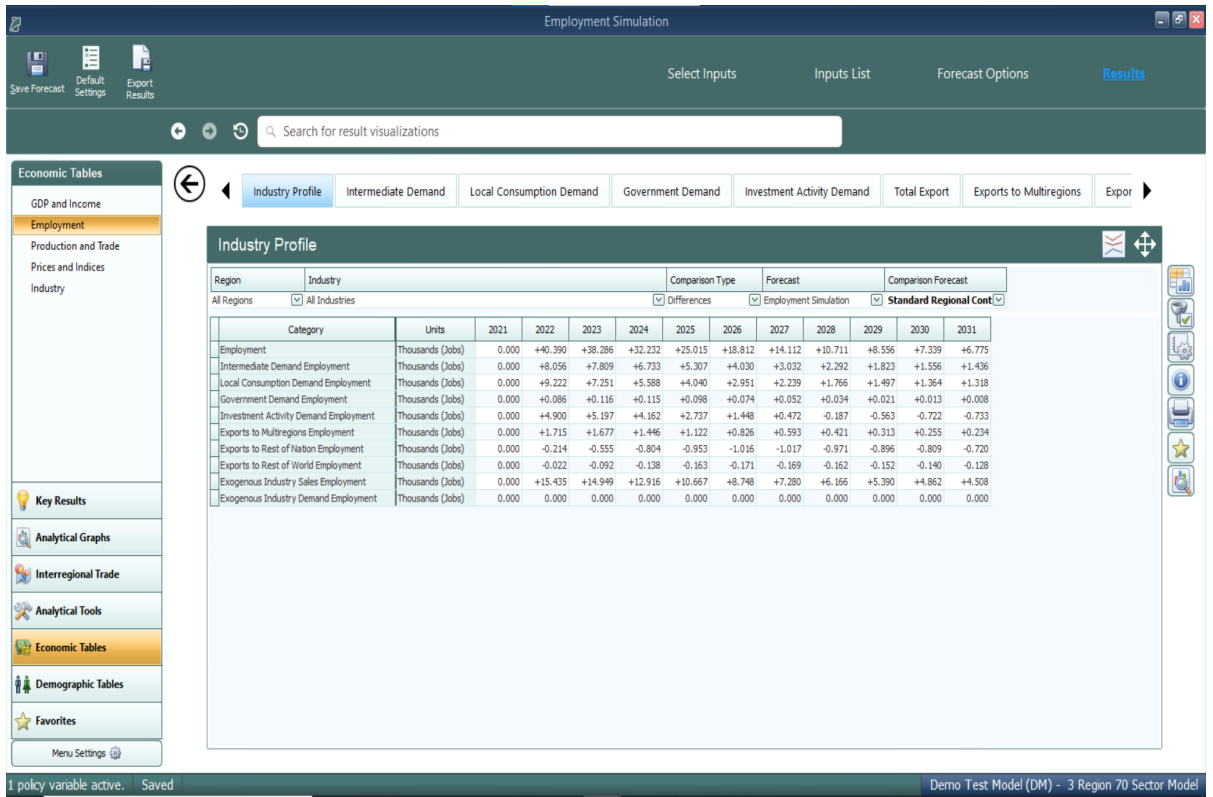 Employment Simulation
Save Forecast
Default
Settings
Export
Results
Select Inputs
Inputs List
Forecast Options
Results
Search for result visualizations
Economic Tables
GDP and Income
Employment
Production and Trade
Prices and Indices
Industry
Key Results
Analytical Graphs
Interregional Trade
Analytical Tools
Economic Tables
Demographic Tables
Favorites
Menu Settings
Industry Profile
Intermediate Demand
Local Consumption Demand
Government Demand
Investment Activity Demand
Total Export
Exports to Multiregions
Expor
Industry Profile
Region Industry Comparison Type Forecast Comparison Forecast
All Regions All Industries Differences Employment Simulation Standard Regional Cont
Category Units 2021 2022 2023 2024 2025 2026 2027 2028 2029 2030 2031
Employment Thousands (Jobs) 0.000 +40.390 +38.286 +32.232 +25.015 +18.812 +14.112 +10.711 +8.556 +7.339 +6.775
Intermediate Demand Employment Thousands (Jobs) 0.000 +8.056 +7.809 +6.733 +5.307 +4.030 +3.032 +2.292 +1.823 +1.556 +1.436
Local Consumption Demand Employment Thousands (Jobs) 0.000 +9.222 +7.251 +5.588 +4.040 +2.951 +2.239 +1.766 +1.497 +1.364 +1.318
Government Demand Employment Thousands (Jobs) 0.000 +0.086 +0.116 +0.115 +0.098 +0.074 +0.052 +0.034 +0.021 +0.013 +0.008
Investment Activity Demand Employment Thousands (Jobs) 0.000 +4.900 +5.197 +4.162 +2.737 +1.448 +0.472 -0.187 -0.563 -0.722 -0.733
Exports to Multiregions Employment Thousands (Jobs) 0.000 +1.715 +1.677 +1.446 +1.122 +0.826 +0.593 +0.421 +0.313 +0.255 +0.234
Exports to Rest of Nation Employment Thousands (Jobs) 0.000 -0.214 -0.555 -0.804 -0.953 -1.016 -1.017 -0.971 -0.896 -0.809 -0.720
Exports to Rest of World Employment Thousands (Jobs) 0.000 -0.022 -0.092 -0.138 -0.163 -0.171 -0.169 -0.162 -0.152 -0.140 -0.128
Exogenous Industry Sales Employment Thousands (Jobs) 0.000 +15.435 +14.949 +12.916 +10.667 +8.748 +7.280 +6.166 +5.390 +4.862 +4.508
Exogenous Industry Demand Employment Thousands (Jobs) 0.000 0.000 0.000 0.000 0.000 0.000 0.000 0.000 0.000 0.000 0.000
1 policy variable active. Saved
Demo Test Model (DM) - 3 Region 70 Sector Model